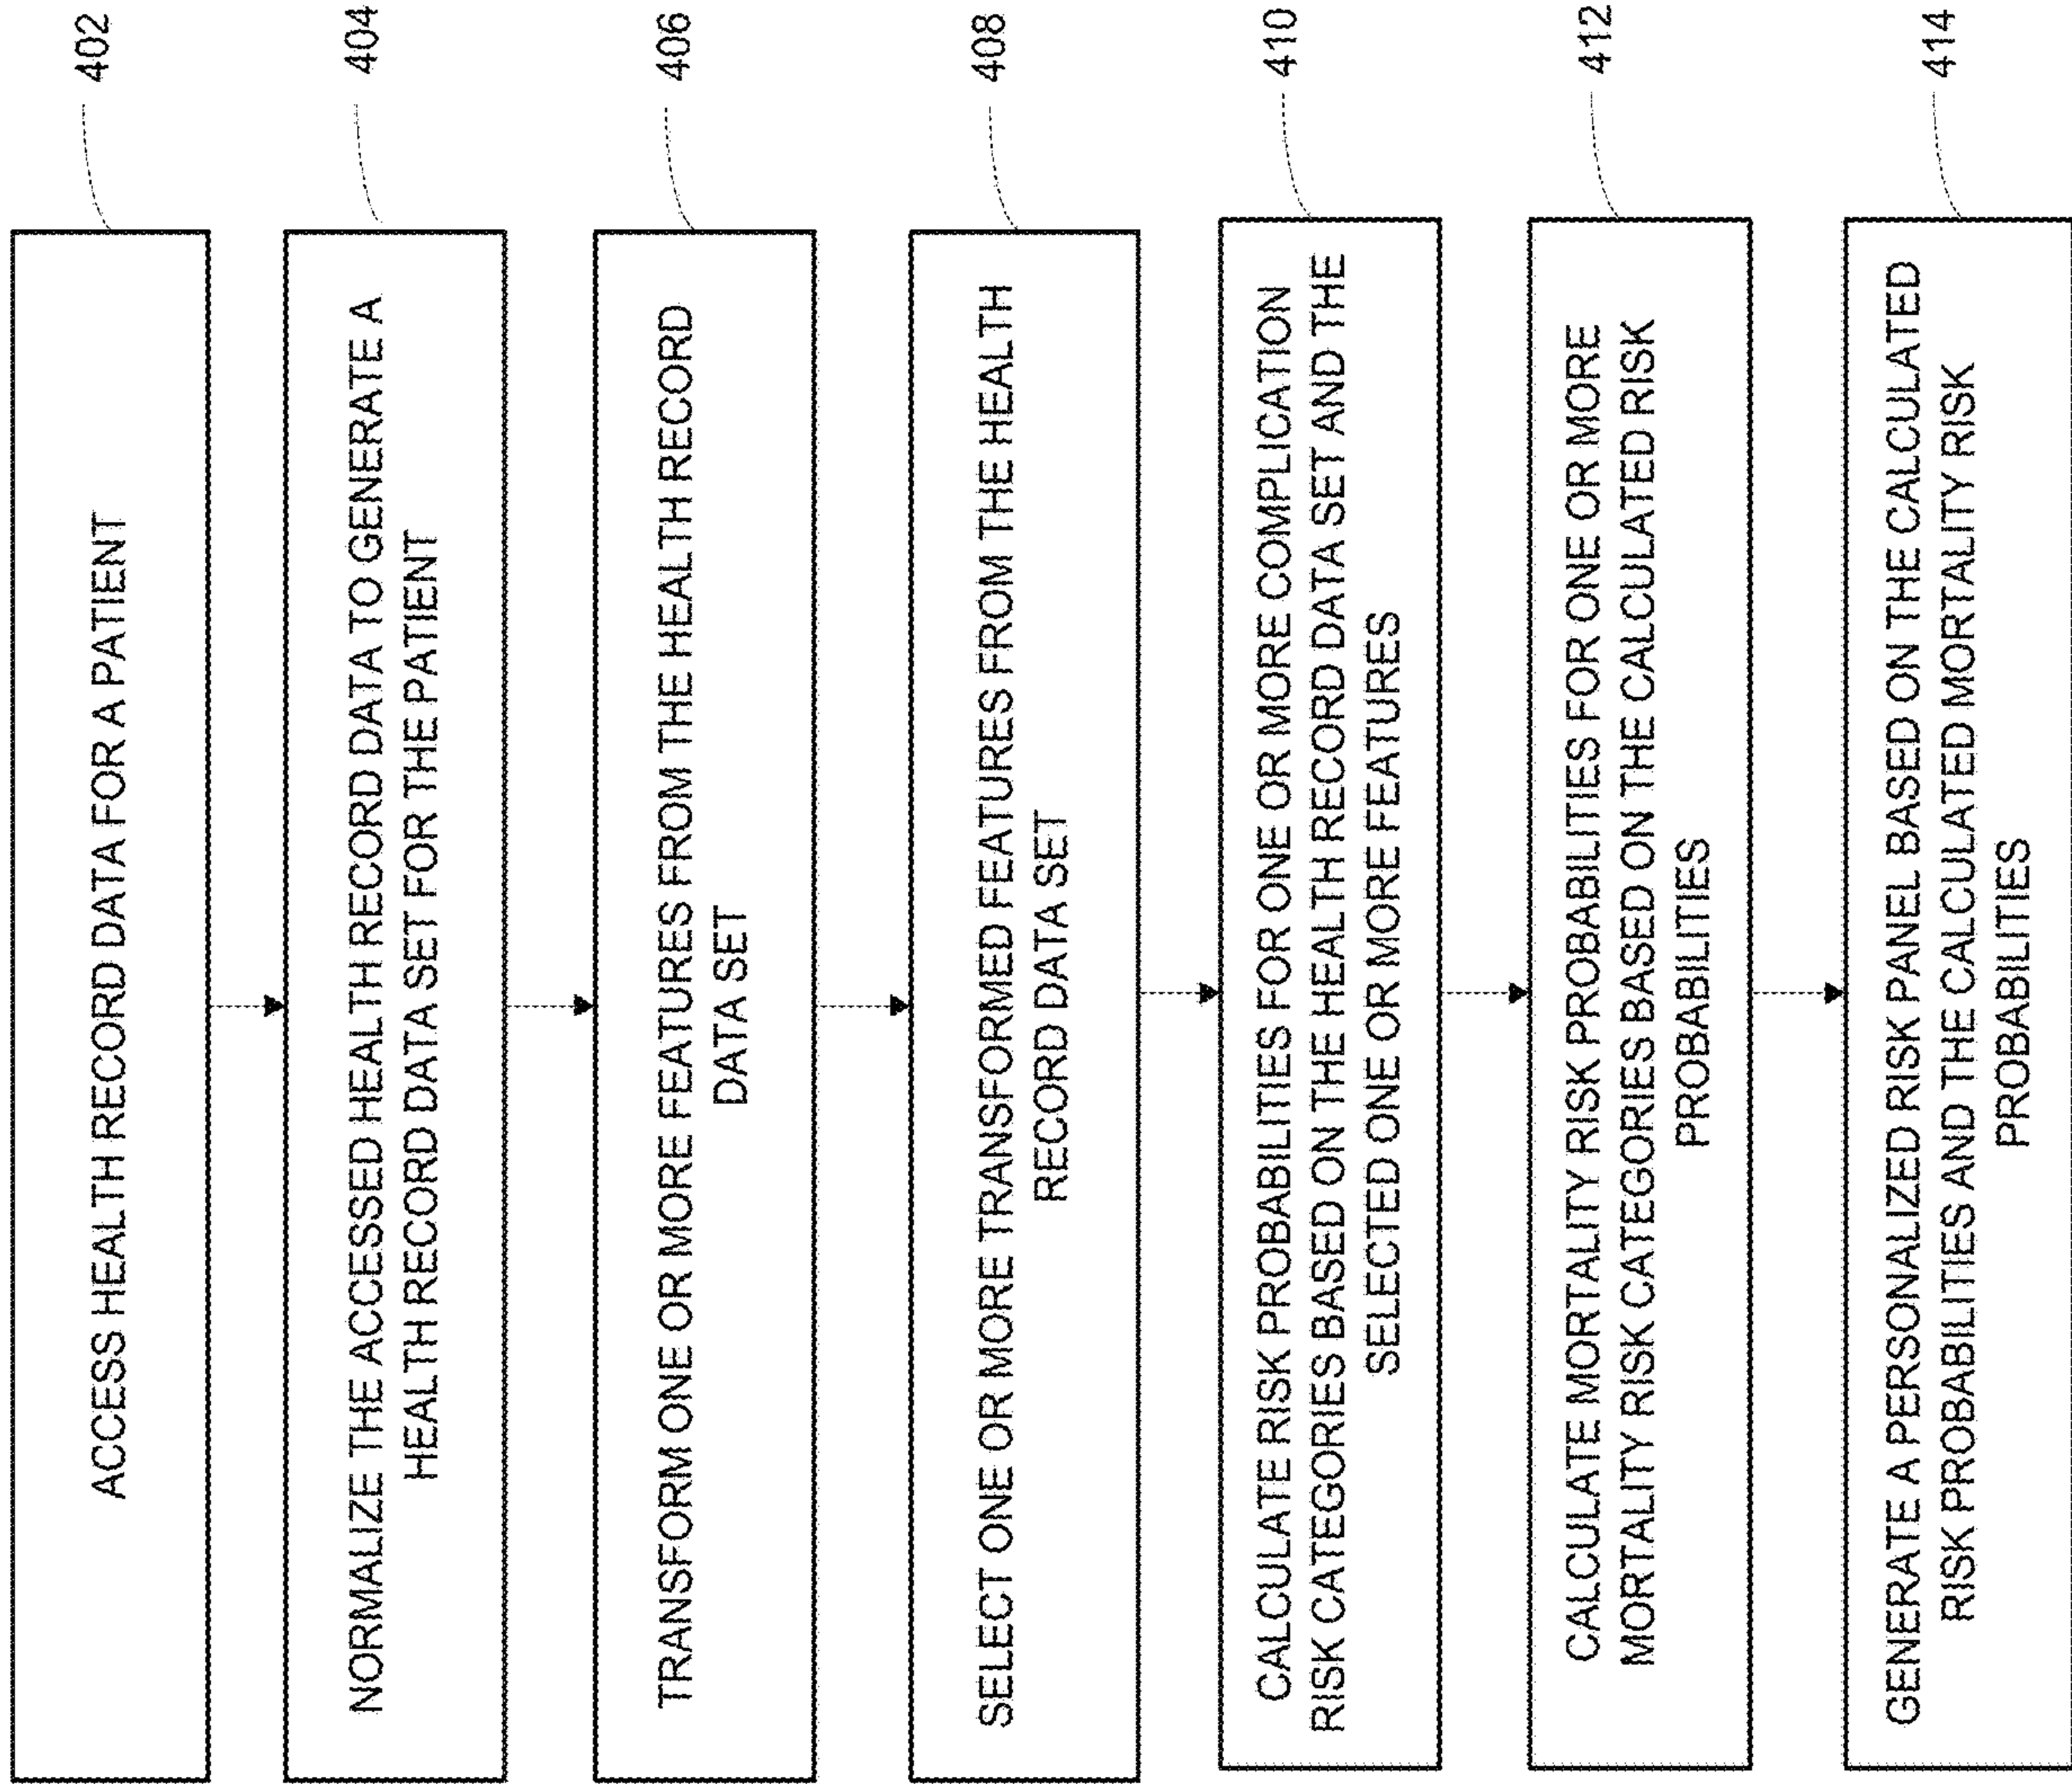 402
ACCESS HEALTH RECORD DATA FOR A PATIENT
404
NORMALIZE THE ACCESSED HEALTH RECORD DATA TO GENERATE A
HEALTH RECORD DATA SET FOR THE PATIENT
406
TRANSFORM ONE OR MORE FEATURES FROM THE HEALTH RECORD
DATA SET
408
SELECT ONE OR MORE TRANSFORMED FEATURES FROM THE HEALTH
RECORD DATA SET
410
CALCULATE RISK PROBABILITIES FOR ONE OR MORE COMPLICATION
RISK CATEGORIES BASED ON THE HEALTH RECORD DATA SET AND THE
SELECTED ONE OR MORE FEATURES
412
CALCULATE MORTALITY RISK PROBABILITIES FOR ONE OR MORE
MORTALITY RISK CATEGORIES BASED ON THE CALCULATED RISK
PROBABILITIES
414
GENERATE A PERSONALIZED RISK PANEL BASED ON THE CALCULATED
RISK PROBABILITIES AND THE CALCULATED MORTALITY RISK
PROBABILITIES